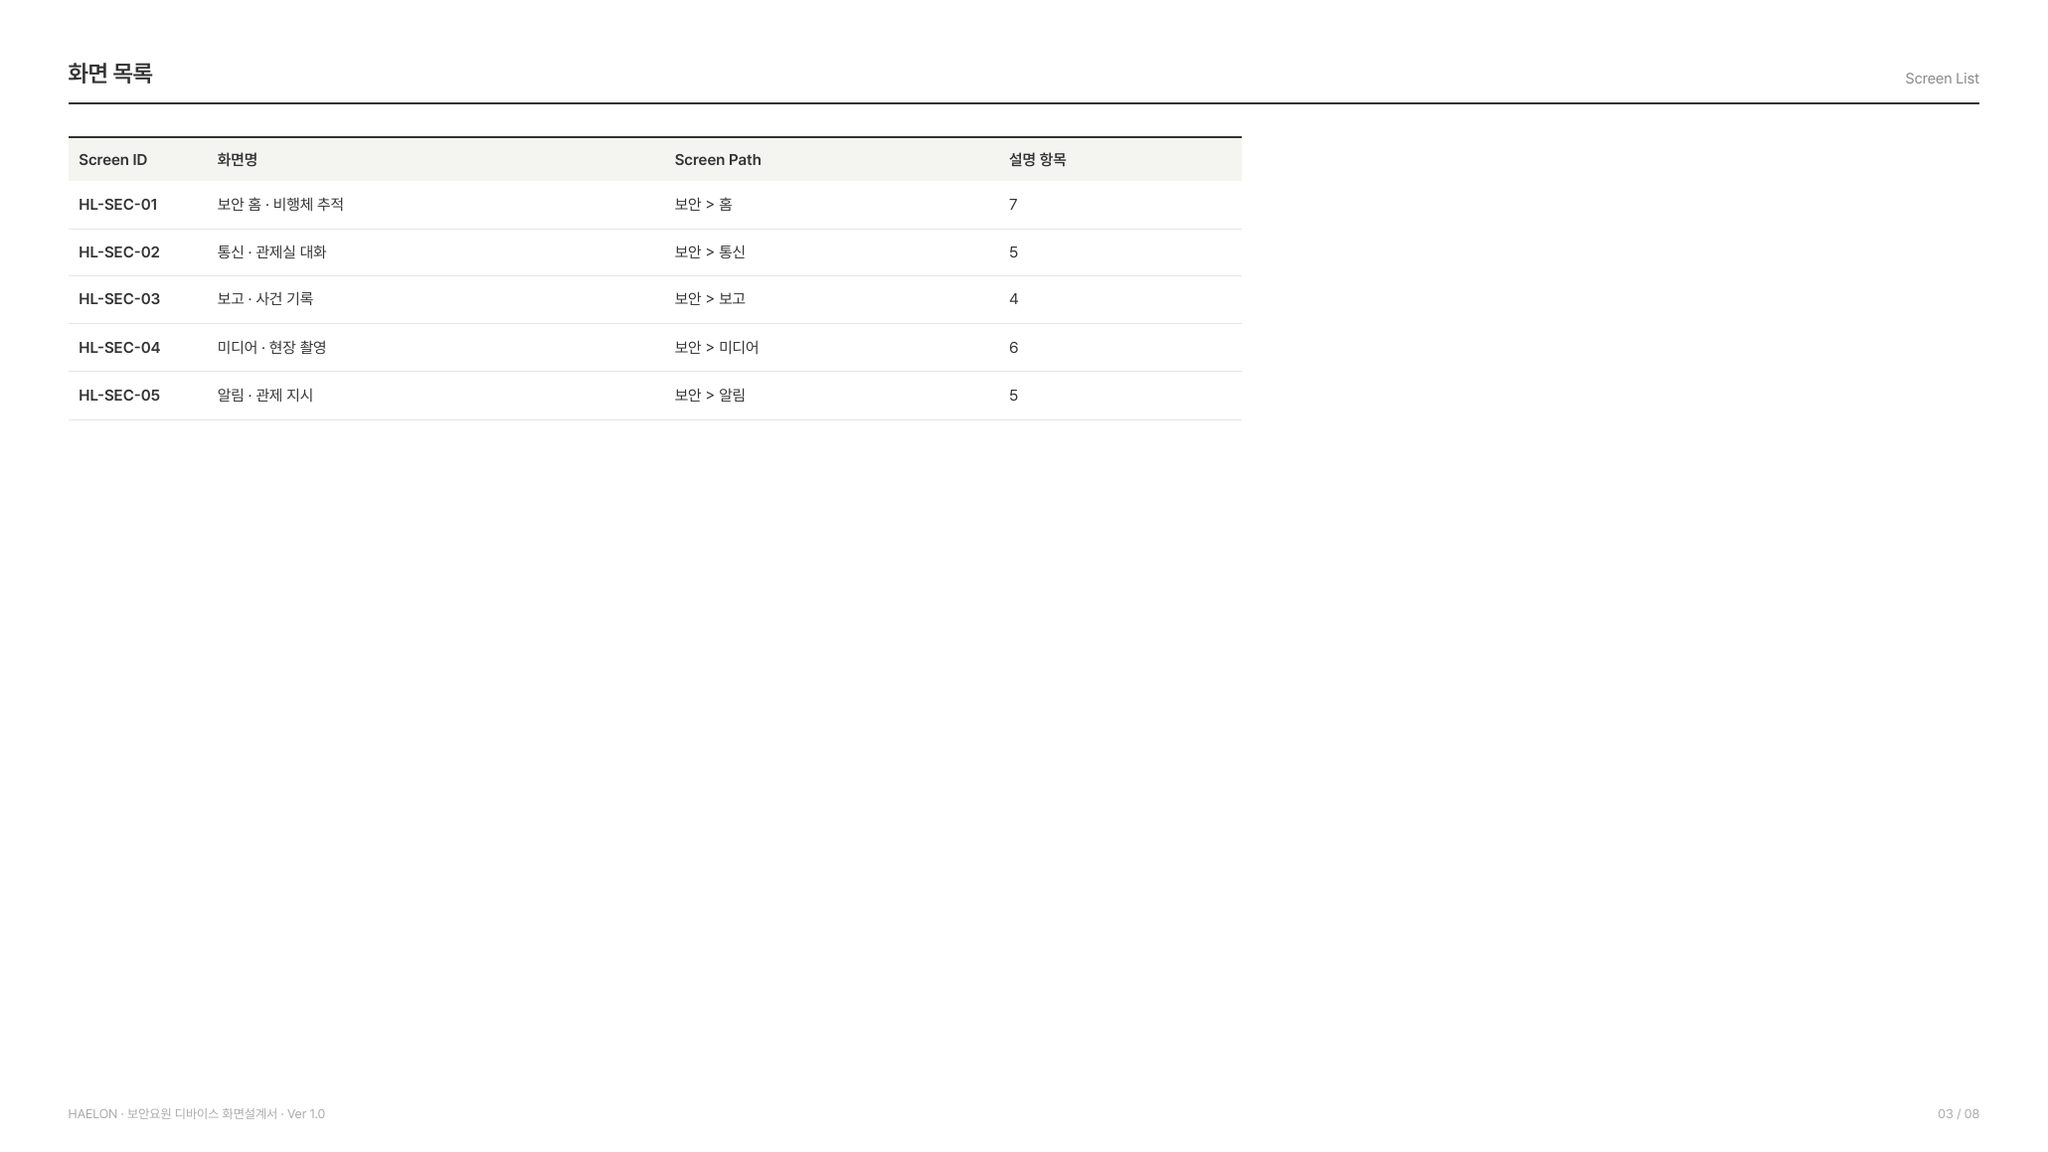 화면 목록
Screen List
Screen ID 화면명 Screen Path 설명 항목
HL-SEC-01 보안 홈 · 비행체 추적 보안 > 홈 7
HL-SEC-02 통신 · 관제실 대화 보안 > 통신 5
HL-SEC-03 보고 · 사건 기록 보안 > 보고 4
HL-SEC-04 미디어 · 현장 촬영 보안 > 미디어 6
HL-SEC-05 알림 · 관제 지시 보안 > 알림 5
HAELON · 보안요원 디바이스 화면설계서 · Ver 1.0
03 / 08